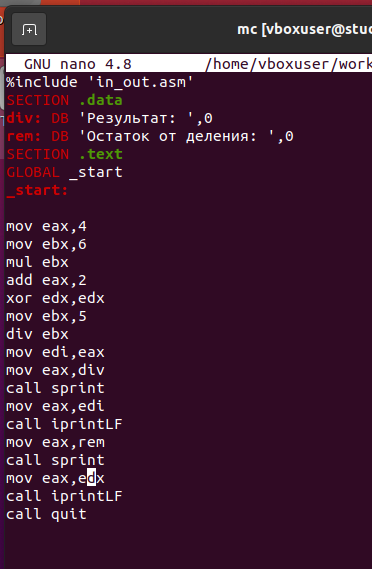 mc [vboxuser@stud
GNU nano 4.8 /home/vboxuser/work
%include 'in_out.asm'
SECTION .data
div: DB 'Результат: ',0
rem: DB 'Остаток от деления: ',0
SECTION .text
GLOBAL _start
_start:
mov eax,4
mov ebx,6
mul ebx
add eax,2
xor edx,edx
mov ebx,5
div ebx
mov edi,eax
mov eax,div
call sprint
mov eax,edi
call iprintLF
mov eax,rem
call sprint
mov eax,edx
call iprintLF
call quit